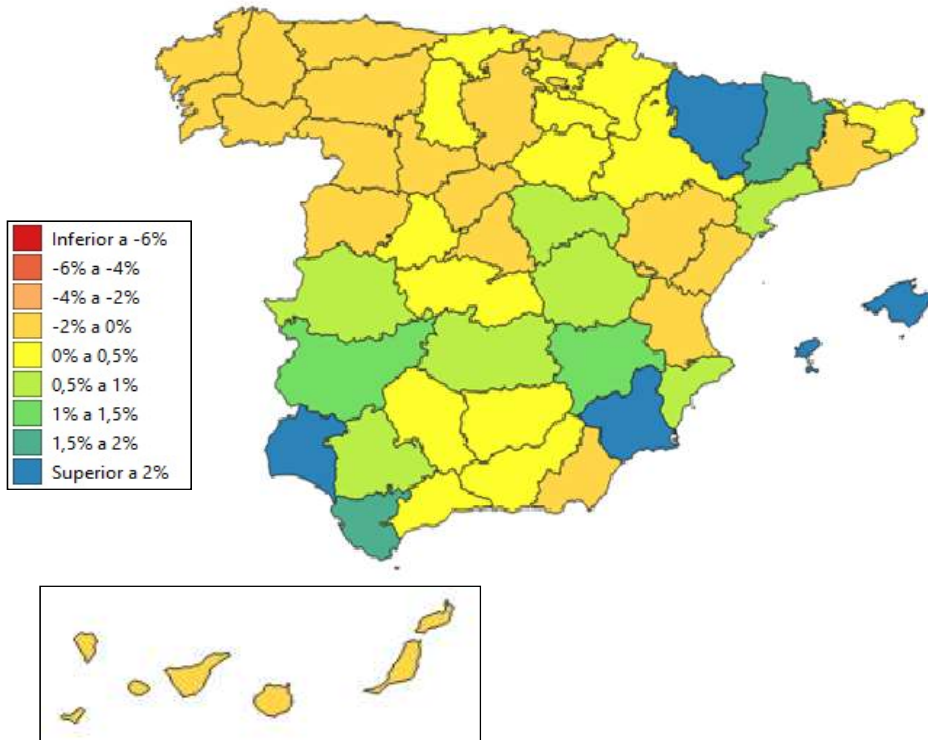 Inferior a -6%
-6% a -4%
-4% a -2%
-2% a 0%
0% a 0,5%
0,5% a 1%
1% a 1,5%
1,5% a 2%
Superior a 2%